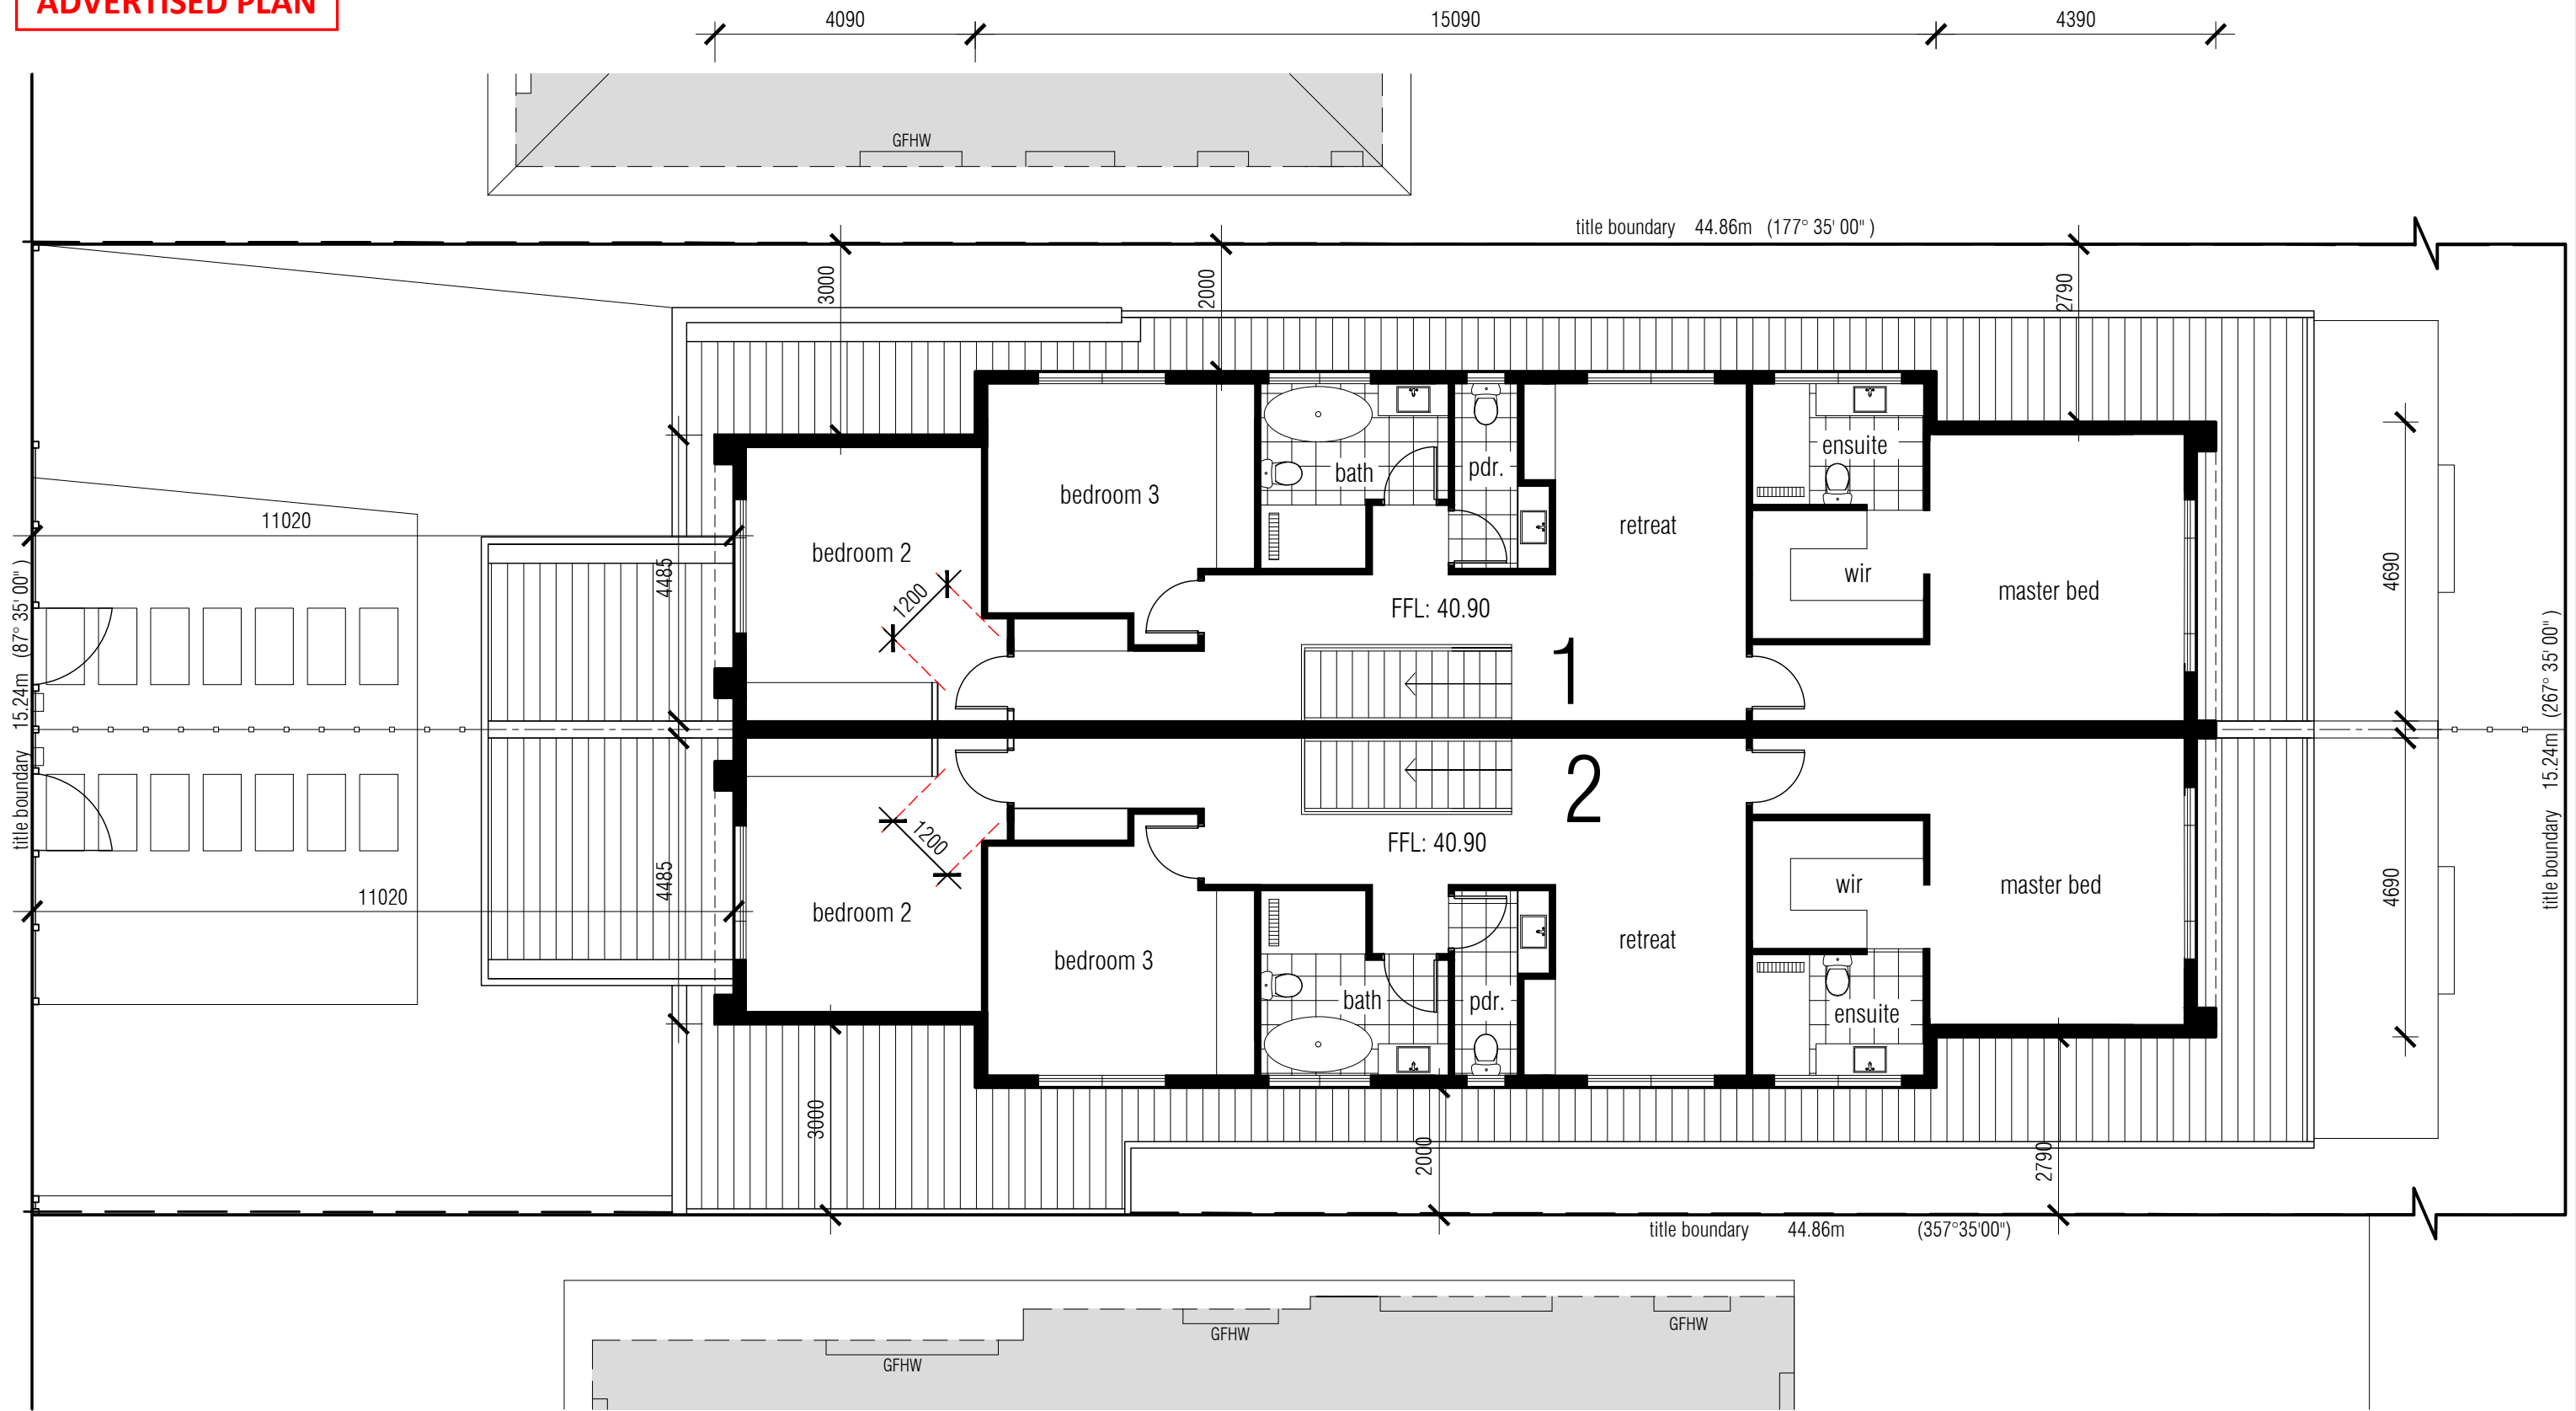 ADVERTISED PLAN
4090
15090
4390
GFHW
title boundary 44.86m (177° 35' 00" )
3000
2000
2790
ensuite
bath
pdr.
bedroom 3
retreat
11020
bedroom 2
4485
1200
wir
master bed
4690
FFL: 40.90
1
title boundary 15.24m (87° 35' 00" )
title boundary 15.24m (267° 35' 00" )
2
FFL: 40.90
1200
4485
wir
master bed
4690
11020
bedroom 2
bedroom 3
retreat
bath
pdr.
ensuite
3000
2000
2790
title boundary 44.86m (357°35'00")
GFHW
GFHW
GFHW